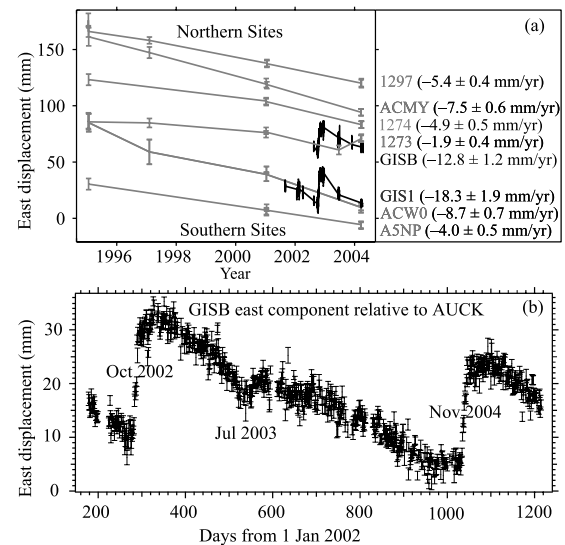 (a)
Northern Sites
150
100
50
0
East displacement (mm)
Southern Sites
1996 1998 2000 2002 2004
Year
1297 (−5.4 ± 0.4 mm/yr)
ACMY (−7.5 ± 0.6 mm/yr)
1274 (−4.9 ± 0.5 mm/yr)
1273 (−1.9 ± 0.4 mm/yr)
GISB (−12.8 ± 1.2 mm/yr)
GIS1 (−18.3 ± 1.9 mm/yr)
ACW0 (−8.7 ± 0.7 mm/yr)
A5NP (−4.0 ± 0.5 mm/yr)
GISB east component relative to AUCK (b)
30
20
10
0
East displacement (mm)
Oct 2002
Jul 2003
Nov 2004
200 400 600 800 1000 1200
Days from 1 Jan 2002